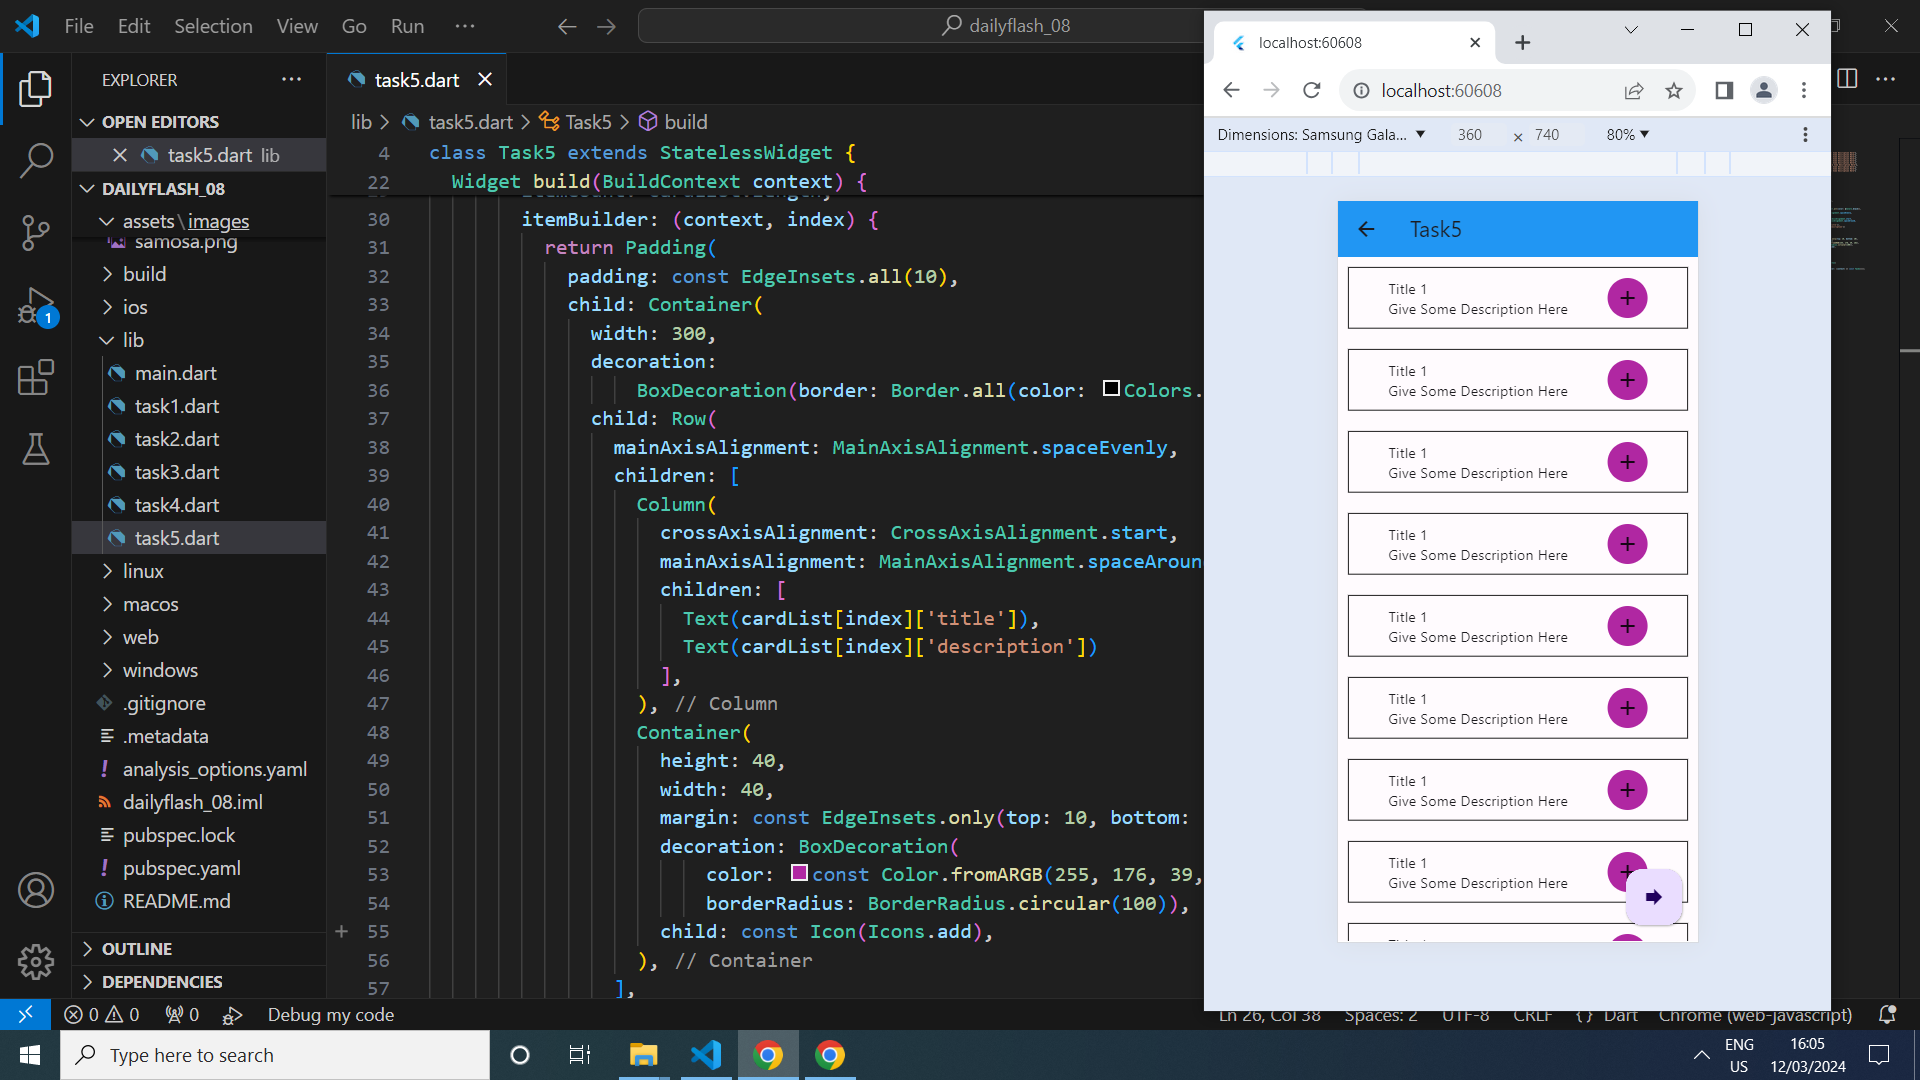 File Edit Selection View Go Run ···
dailyflash_08
EXPLORER
OPEN EDITORS
task5.dart lib
DAILYFLASH_08
assets\images
samosa.png
build
ios
lib
main.dart
task1.dart
task2.dart
task3.dart
task4.dart
task5.dart
linux
macos
web
windows
.gitignore
.metadata
analysis_options.yaml
dailyflash_08.iml
pubspec.lock
pubspec.yaml
README.md
OUTLINE
DEPENDENCIES
1
task5.dart
lib > task5.dart > Task5 > build
4 class Task5 extends StatelessWidget {
22 Widget build(BuildContext context) {
30 itemBuilder: (context, index) {
31 return Padding(
32 padding: const EdgeInsets.all(10),
33 child: Container(
34 width: 300,
35 decoration:
36 BoxDecoration(border: Border.all(color: Colors.
37 child: Row(
38 mainAxisAlignment: MainAxisAlignment.spaceEvenly,
39 children: [
40 Column(
41 crossAxisAlignment: CrossAxisAlignment.start,
42 mainAxisAlignment: MainAxisAlignment.spaceAroun
43 children: [
44 Text(cardList[index]['title']),
45 Text(cardList[index]['description'])
46 ],
47 ), // Column
48 Container(
49 height: 40,
50 width: 40,
51 margin: const EdgeInsets.only(top: 10, bottom:
52 decoration: BoxDecoration(
53 color: const Color.fromARGB(255, 176, 39,
54 borderRadius: BorderRadius.circular(100)),
55 child: const Icon(Icons.add),
56 ), // Container
57 ],
localhost:60608
localhost:60608
Dimensions: Samsung Gala... 360 × 740 80%
Task5
Title 1
Give Some Description Here
Title 1
Give Some Description Here
Title 1
Give Some Description Here
Title 1
Give Some Description Here
Title 1
Give Some Description Here
Title 1
Give Some Description Here
Title 1
Give Some Description Here
Title 1
Give Some Description Here
0 0 0 Debug my code
Ln 26, Col 38 Spaces: 2 UTF-8 CRLF {} Dart Chrome (web-javascript)
Type here to search
ENG
US
16:05
12/03/2024